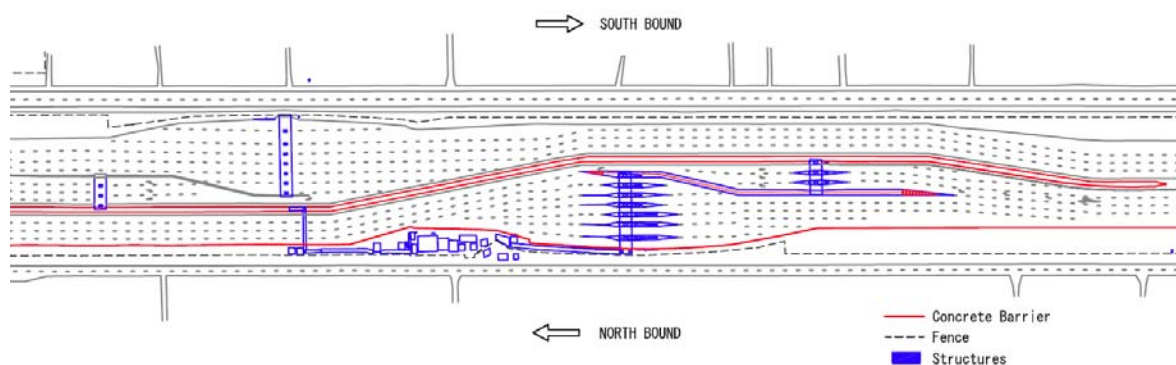 SOUTH BOUND
NORTH BOUND
Concrete Barrier
Fence
Structures